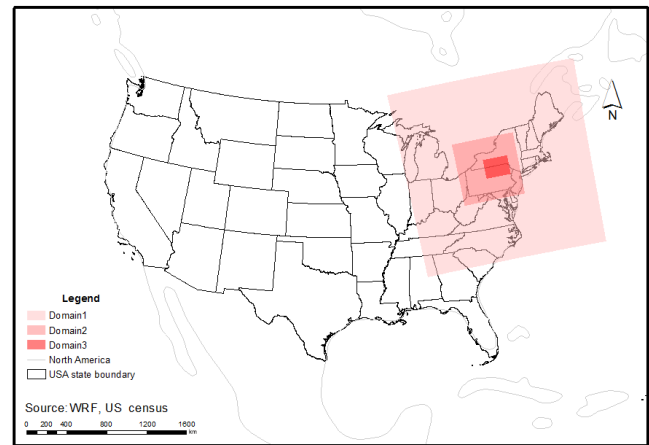 N
Legend
Domain1
Domain2
Domain3
North America
USA state boundary
Source: WRF, US census
0 200 400 800 1200 1600
km